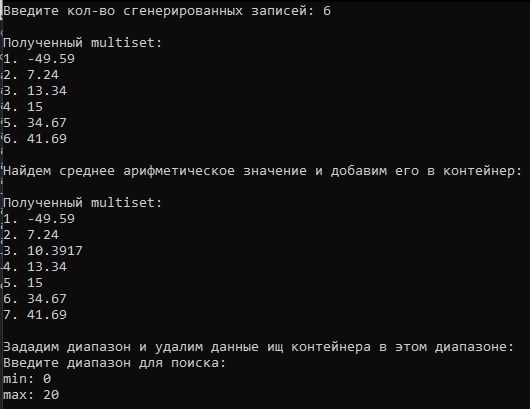 Введите кол-во сгенерированных записей: 6
Полученный multiset:
1. -49.59
2. 7.24
3. 13.34
4. 15
5. 34.67
6. 41.69
Найдем среднее арифметическое значение и добавим его в контейнер:
Полученный multiset:
1. -49.59
2. 7.24
3. 10.3917
4. 13.34
5. 15
6. 34.67
7. 41.69
Зададим диапазон и удалим данные ищ контейнера в этом диапазоне:
Введите диапазон для поиска:
min: 0
max: 20